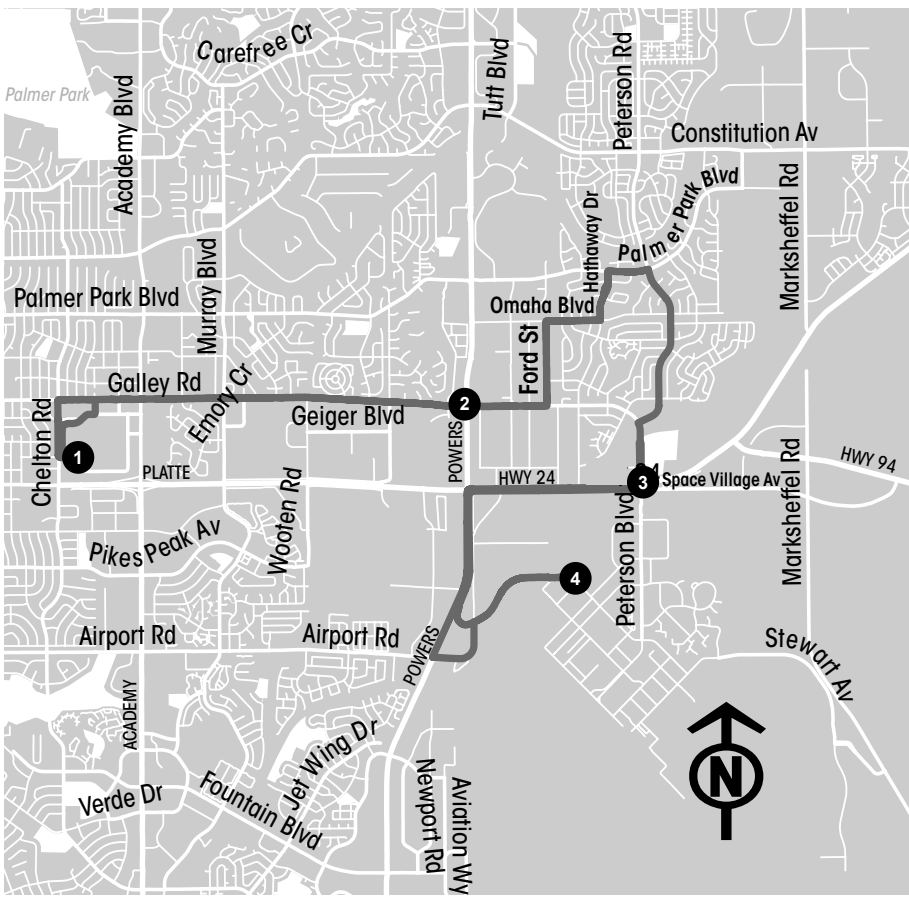 Carefree Cr
Palmer Park
Academy Blvd
Tutt Blvd
Peterson Rd
Constitution Av
Palmer Park Blvd
Marksheffel Rd
Hathaway Dr
Murray Blvd
Palmer Park Blvd
Omaha Blvd
Ford St
Galley Rd
Emory Cr
Geiger Blvd
2
POWERS
Chelton Rd
1
PLATTE
HWY 24
3
Space Village Av
HWY 94
Marksheffel Rd
Wooten Rd
Pikes Peak Av
Peterson Blvd
4
Airport Rd
Airport Rd
POWERS
Stewart Av
ACADEMY
Jet Wing Dr
Verde Dr
Fountain Blvd
Newport Rd
Aviation Wy
N